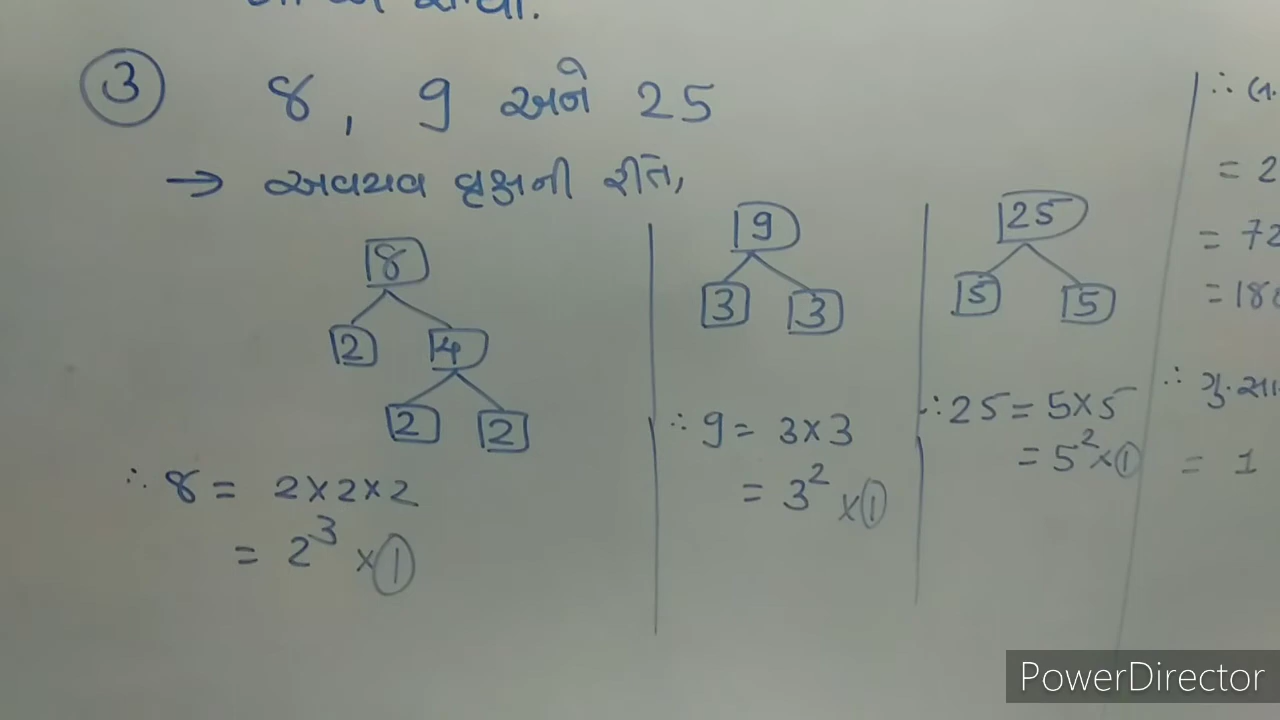 ③ 8, 9 અને 25
→ અવયવ વૃક્ષની રીતે,
8
2 4
2 2
∴ 8 = 2×2×2
= 2³ ×①
9
3 3
∴ 9 = 3×3
= 3² ×①
25
5 5
∴ 25 = 5×5
= 5² ×①
∴ લ.
= 2
= 72
= 180
∴ ગુ.સા
= 1
PowerDirector